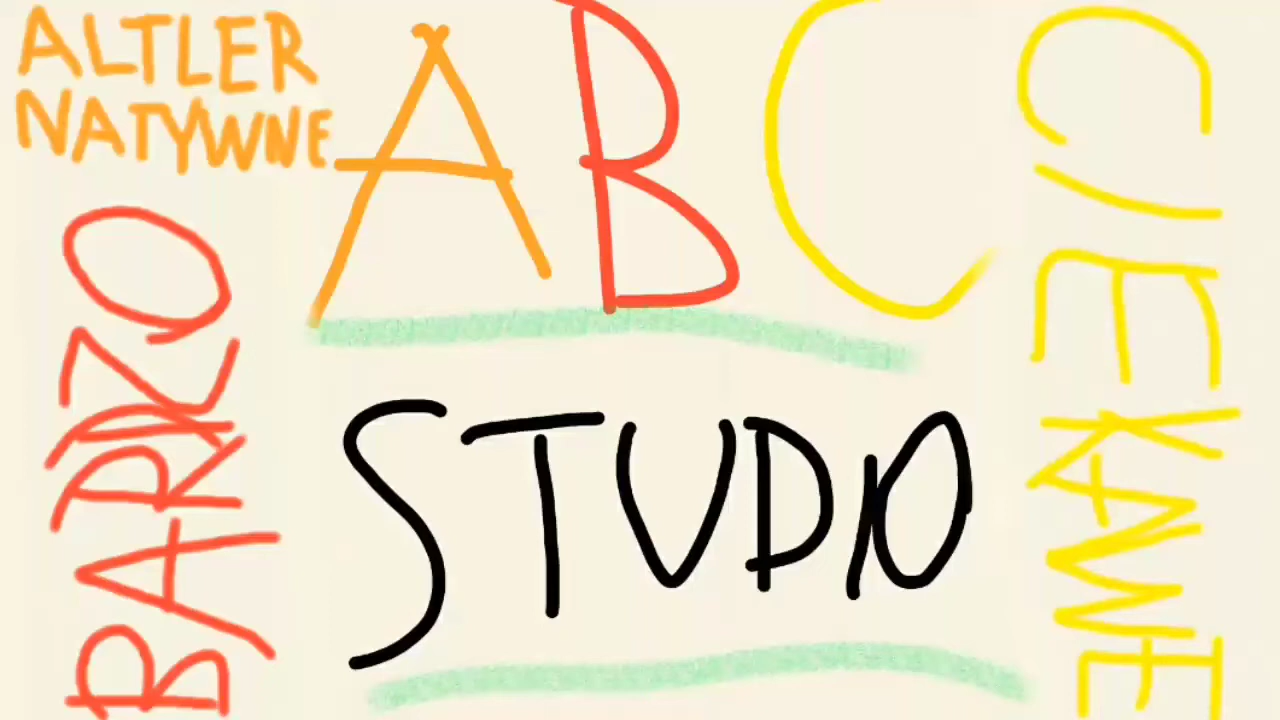 ALTLER
NATYWNE
ABC
BARDZO
CIEKAWE
STUDIO